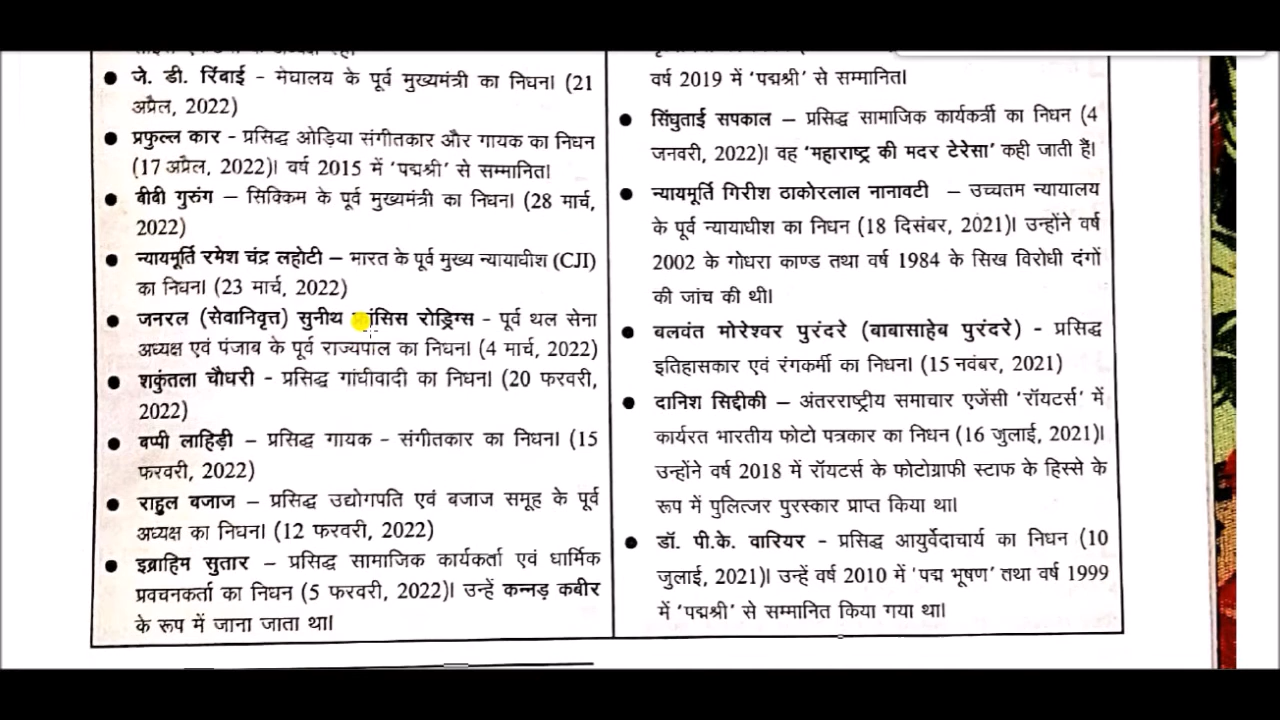 जे. डी. रिंबाई - मेघालय के पूर्व मुख्यमंत्री का निधन। (21
अप्रैल, 2022)
प्रफुल्ल कार - प्रसिद्ध ओड़िया संगीतकार और गायक का निधन
(17 अप्रैल, 2022)। वर्ष 2015 में 'पद्मश्री' से सम्मानित।
बीबी गुरुंग – सिक्किम के पूर्व मुख्यमंत्री का निधन। (28 मार्च,
2022)
न्यायमूर्ति रमेश चंद्र लहोटी – भारत के पूर्व मुख्य न्यायाधीश (CJI)
का निधन। (23 मार्च, 2022)
जनरल (सेवानिवृत्त) सुनीथ रोड्रिग्स - पूर्व थल सेना
अध्यक्ष एवं पंजाब के पूर्व राज्यपाल का निधन। (4 मार्च, 2022)
शकुंतला चौधरी - प्रसिद्ध गांधीवादी का निधन। (20 फरवरी,
2022)
बप्पी लाहिड़ी – प्रसिद्ध गायक - संगीतकार का निधन। (15
फरवरी, 2022)
राहुल बजाज – प्रसिद्ध उद्योगपति एवं बजाज समूह के पूर्व
अध्यक्ष का निधन। (12 फरवरी, 2022)
इब्राहिम सुतार – प्रसिद्ध सामाजिक कार्यकर्ता एवं धार्मिक
प्रवचनकर्ता का निधन (5 फरवरी, 2022)। उन्हें कन्नड़ कबीर
के रूप में जाना जाता था।
वर्ष 2019 में 'पद्मश्री' से सम्मानित।
सिंधुताई सपकाल – प्रसिद्ध सामाजिक कार्यकर्त्री का निधन (4
जनवरी, 2022)। वह 'महाराष्ट्र की मदर टेरेसा' कही जाती हैं।
न्यायमूर्ति गिरीश ठाकोरलाल नानावटी – उच्चतम न्यायालय
के पूर्व न्यायाधीश का निधन (18 दिसंबर, 2021)। उन्होंने वर्ष
2002 के गोधरा काण्ड तथा वर्ष 1984 के सिख विरोधी दंगों
की जांच की थी।
बलवंत मोरेश्वर पुरंदरे (बाबासाहेब पुरंदरे) - प्रसिद्ध
इतिहासकार एवं रंगकर्मी का निधन। (15 नवंबर, 2021)
दानिश सिद्दीकी – अंतरराष्ट्रीय समाचार एजेंसी 'रॉयटर्स' में
कार्यरत भारतीय फोटो पत्रकार का निधन (16 जुलाई, 2021)।
उन्होंने वर्ष 2018 में रॉयटर्स के फोटोग्राफी स्टाफ के हिस्से के
रूप में पुलित्जर पुरस्कार प्राप्त किया था।
डॉ. पी.के. वारियर - प्रसिद्ध आयुर्वेदाचार्य का निधन (10
जुलाई, 2021)। उन्हें वर्ष 2010 में 'पद्म भूषण' तथा वर्ष 1999
में 'पद्मश्री' से सम्मानित किया गया था।